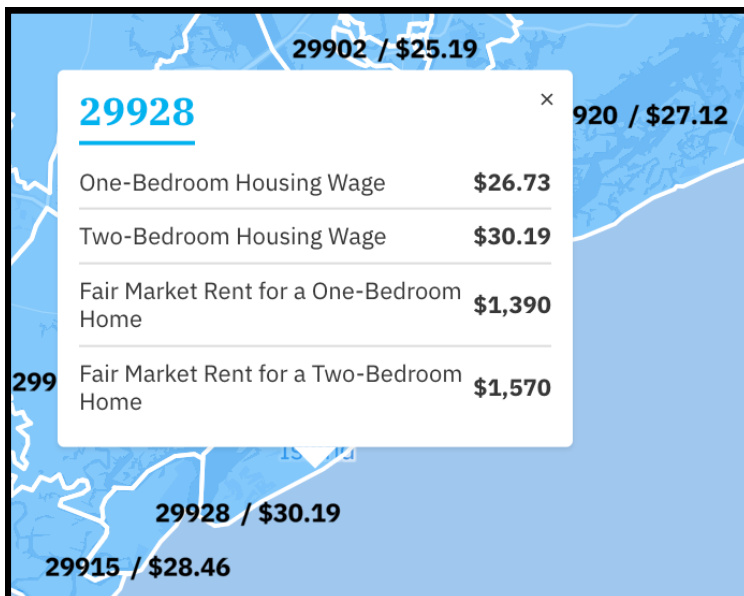 29902 / $25.19
29928
×
920 / $27.12
One-Bedroom Housing Wage $26.73
Two-Bedroom Housing Wage $30.19
Fair Market Rent for a One-Bedroom
Home
$1,390
Fair Market Rent for a Two-Bedroom
Home
$1,570
299
29928 / $30.19
29915 / $28.46